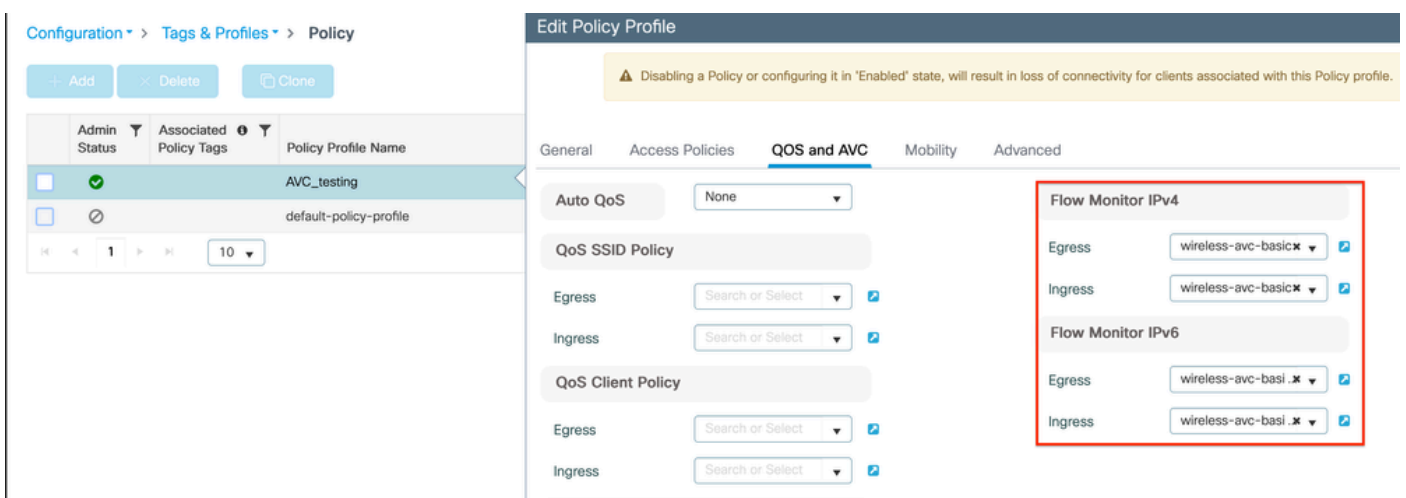 Configuration > Tags & Profiles > Policy
+ Add × Delete Clone
Admin Status
Associated Policy Tags
Policy Profile Name
AVC_testing
default-policy-profile
1
10
Edit Policy Profile
Disabling a Policy or configuring it in 'Enabled' state, will result in loss of connectivity for clients associated with this Policy profile.
General Access Policies QOS and AVC Mobility Advanced
Auto QoS None
QoS SSID Policy
Egress Search or Select
Ingress Search or Select
QoS Client Policy
Egress Search or Select
Ingress Search or Select
Flow Monitor IPv4
Egress wireless-avc-basic
Ingress wireless-avc-basic
Flow Monitor IPv6
Egress wireless-avc-basi ..
Ingress wireless-avc-basi ..